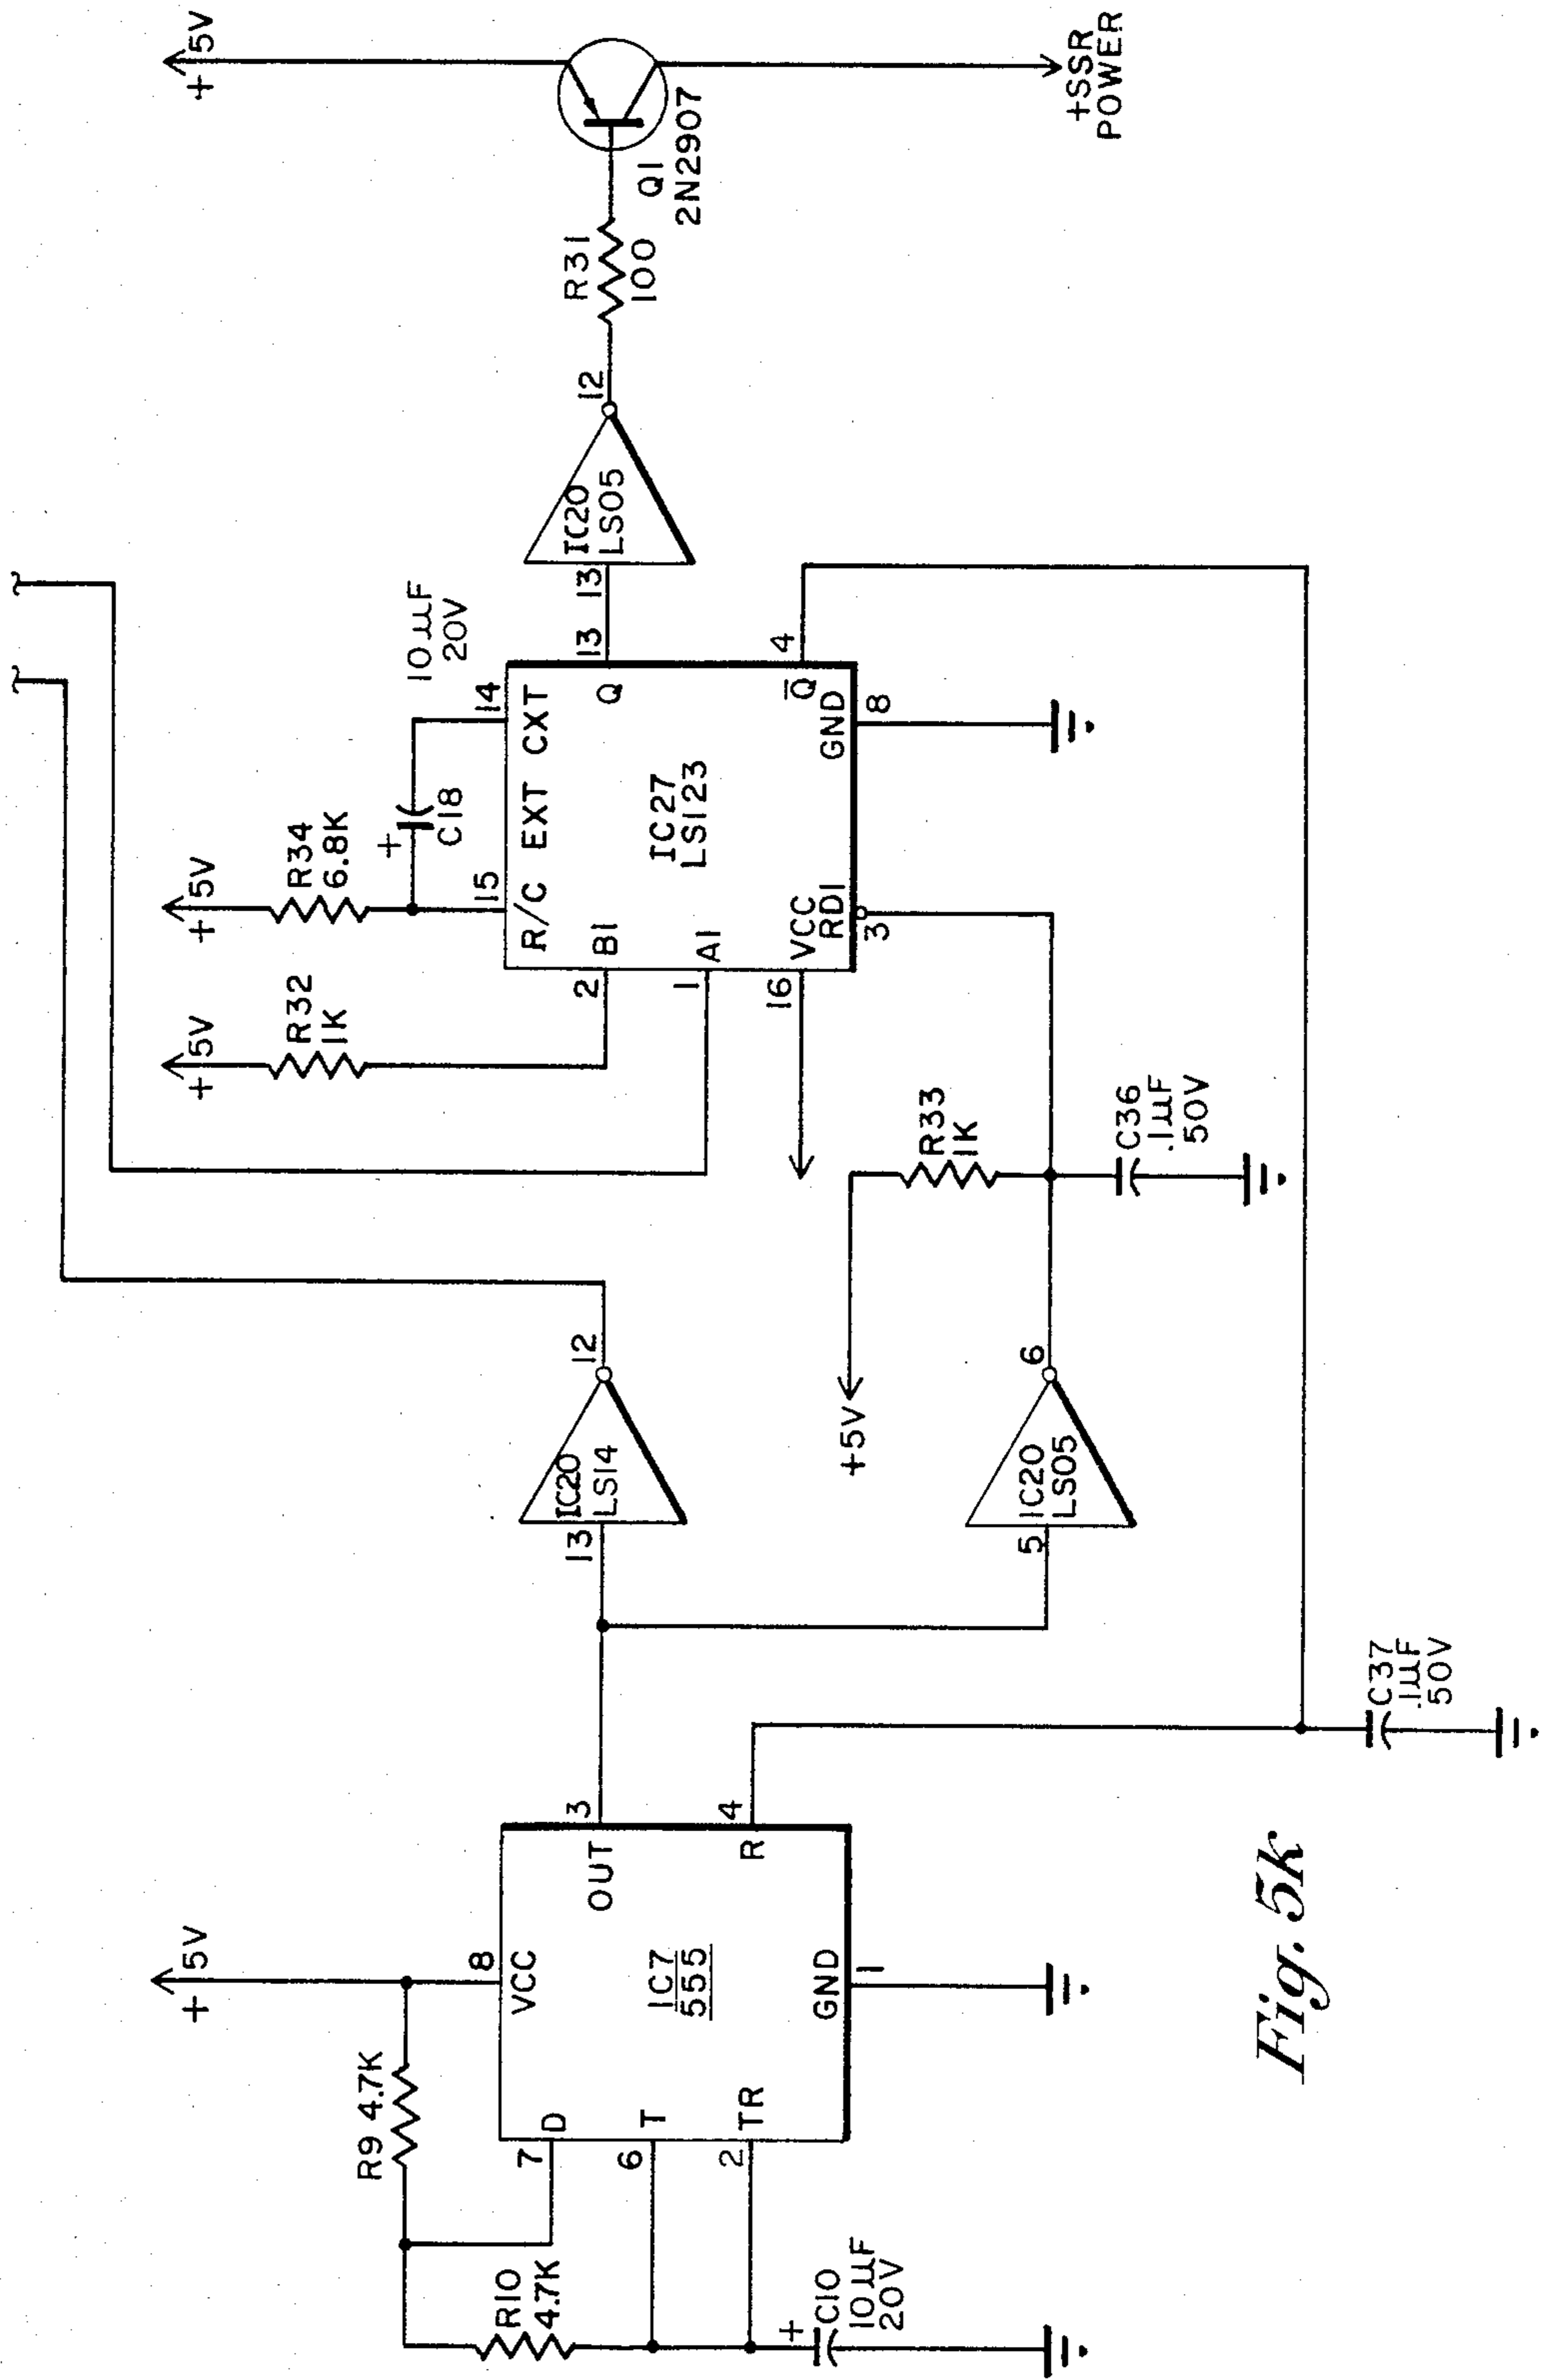 +5V
R9 4.7K
R10
4.7K
C10
10µF
20V
+
7
D
6
T
2
TR
8
VCC
IC7
555
GND
1
OUT
3
R
4
C37
.1µF
50V
13
IC20
LS14
12
5
IC20
LS05
6
+5V
R33
1K
C36
.1µF
50V
+5V
R32
1K
+5V
R34
6.8K
+
C18
10µF
20V
15
14
R/C EXT CXT
2
B1
1
A1
16
VCC
RD1
3
IC27
LS123
Q
13
Q̅
4
GND
8
13
IC20
LS05
12
R31
100
Q1
2N2907
+5V
+SSR
POWER
Fig. 5K